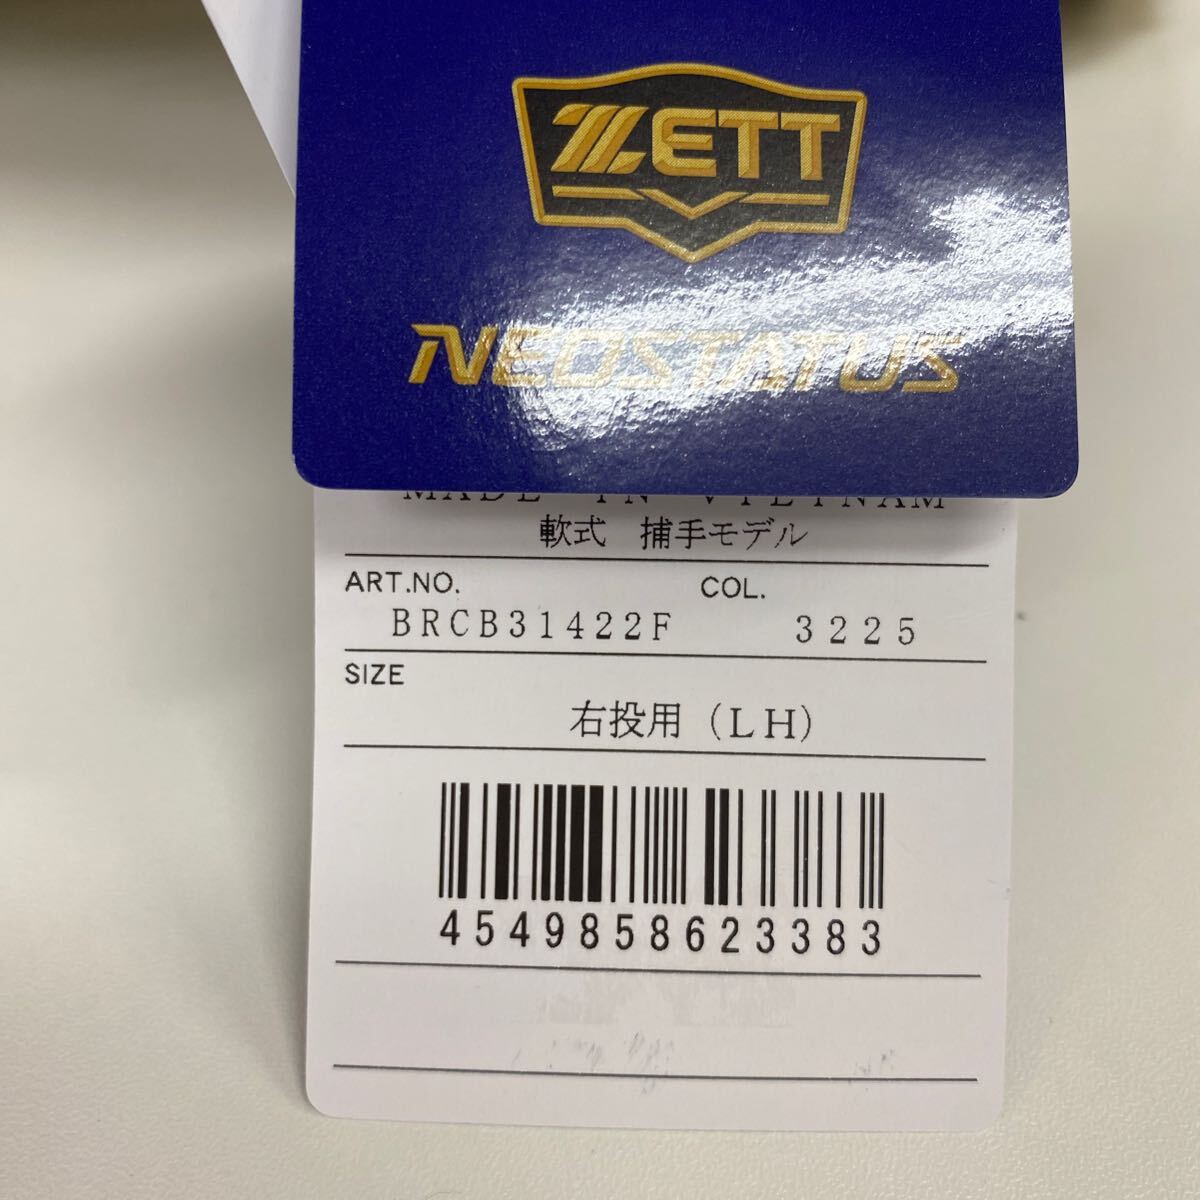 ZETT
NEOSTATUS
MADE IN VIETNAM
軟式 捕手モデル
ART.NO. COL.
BRCB31422F 3225
SIZE
右投用(LH)
4549858623383